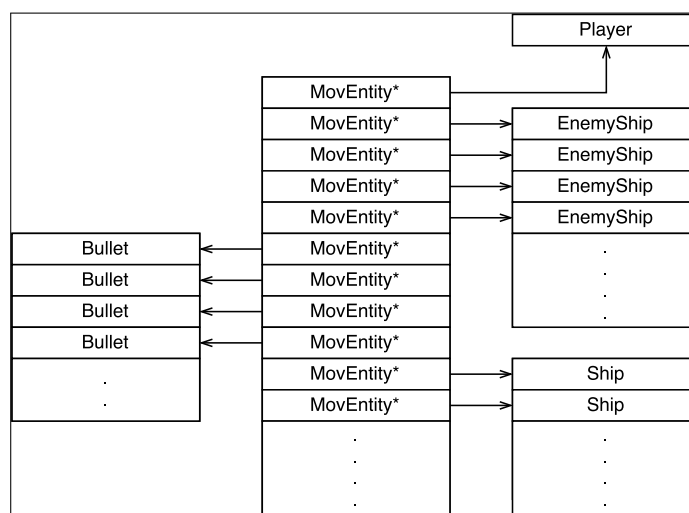 Player
MovEntity*
MovEntity* EnemyShip
MovEntity* EnemyShip
MovEntity* EnemyShip
MovEntity* EnemyShip
Bullet MovEntity* .
Bullet MovEntity* .
Bullet MovEntity* .
Bullet MovEntity* .
. MovEntity* Ship
. MovEntity* Ship
. .
. .
. .
. .